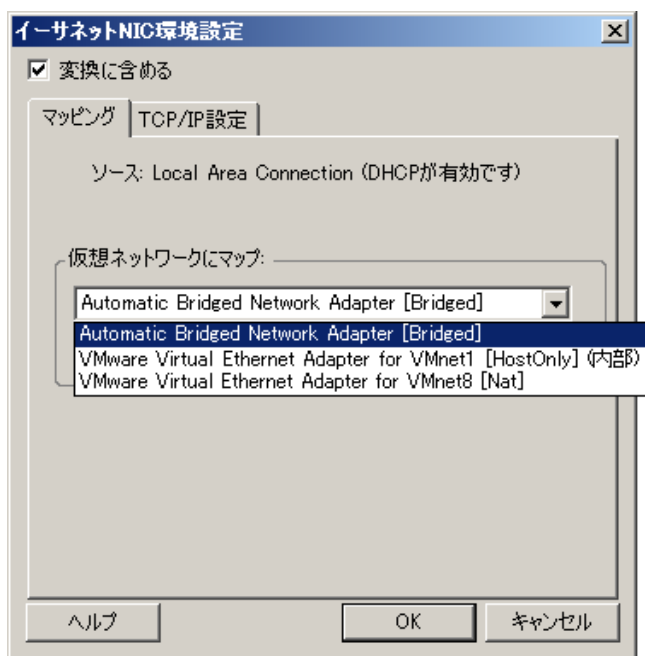 イーサネットNIC環境設定
変換に含める
マッピング TCP/IP設定
ソース: Local Area Connection (DHCPが有効です)
仮想ネットワークにマップ:
Automatic Bridged Network Adapter [Bridged]
Automatic Bridged Network Adapter [Bridged]
VMware Virtual Ethernet Adapter for VMnet1 [HostOnly] (内部)
VMware Virtual Ethernet Adapter for VMnet8 [Nat]
ヘルプ OK キャンセル